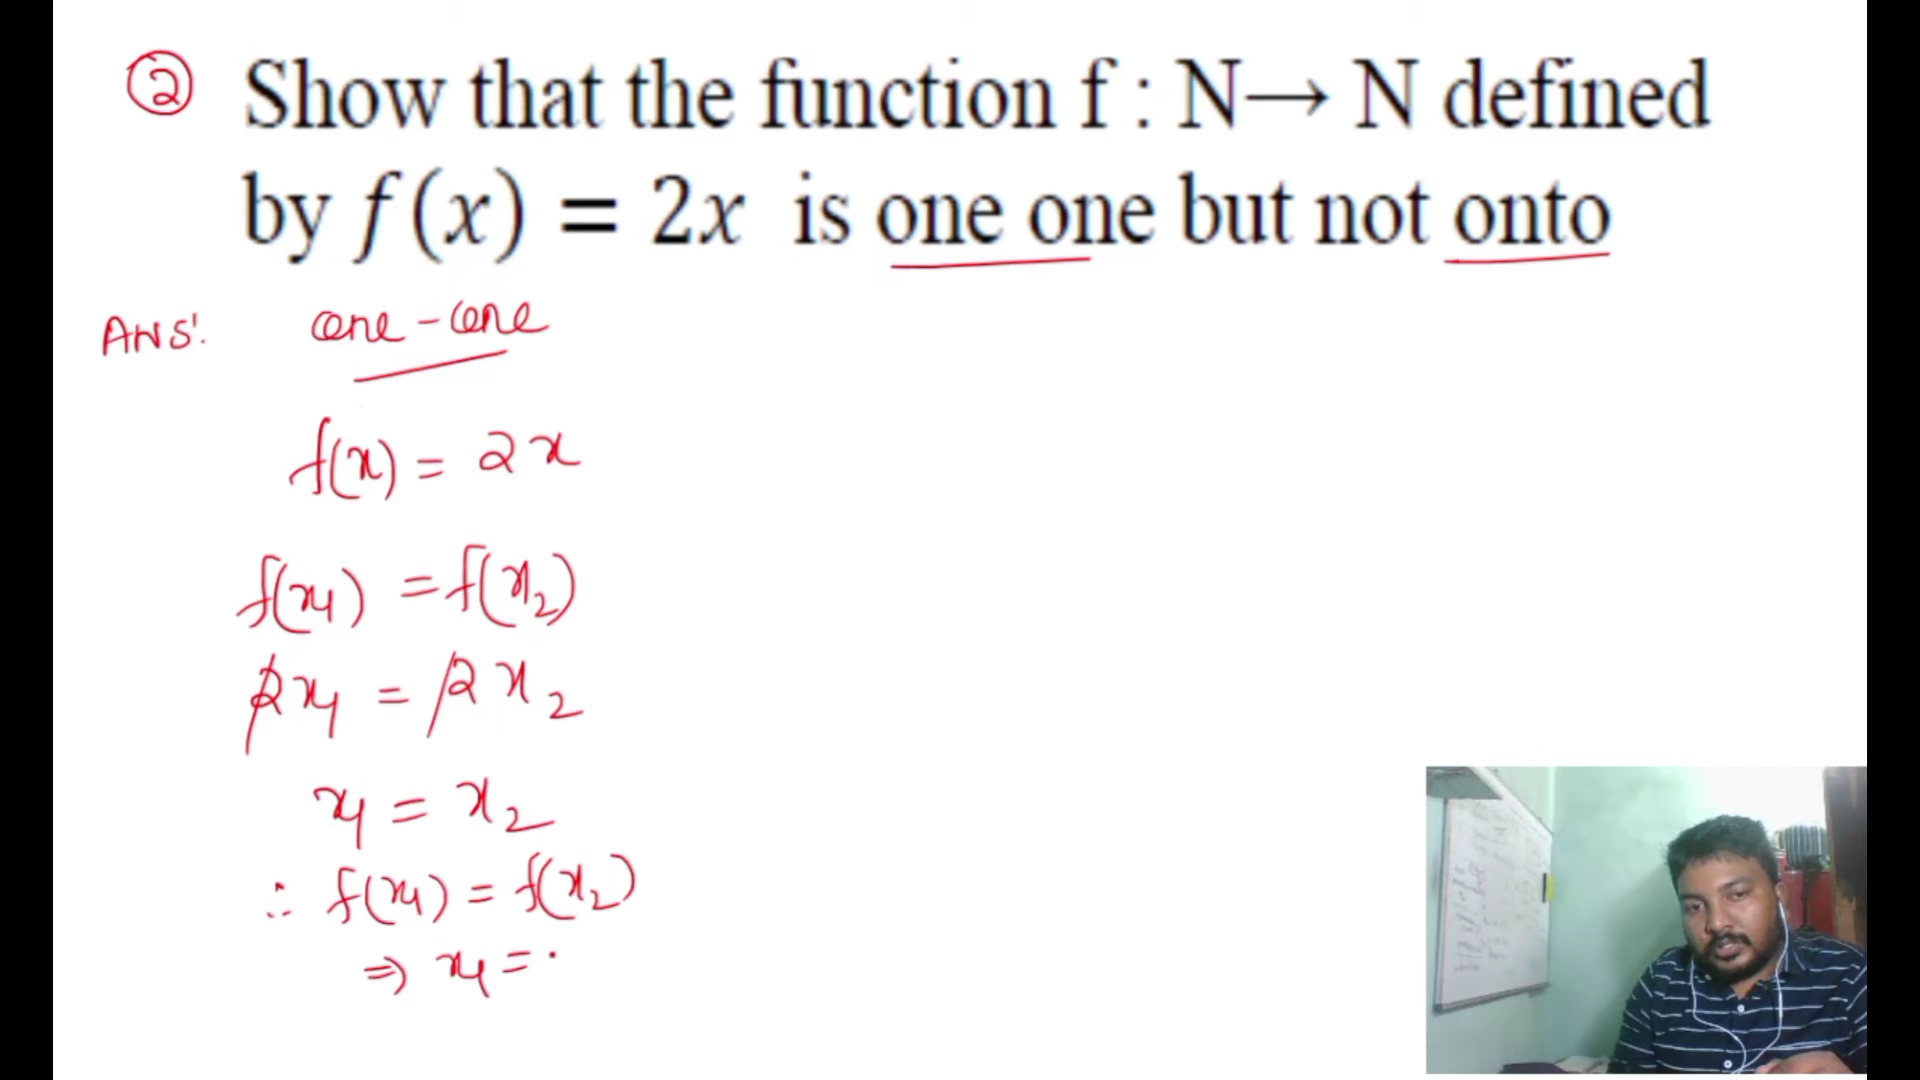 ② Show that the function f : N→ N defined
by f(x) = 2x is one one but not onto
ANS: one-one
f(x) = 2x
f(x₁) = f(x₂)
2x₁ = 2x₂
x₁ = x₂
∴ f(x₁) = f(x₂)
⇒ x₁ =